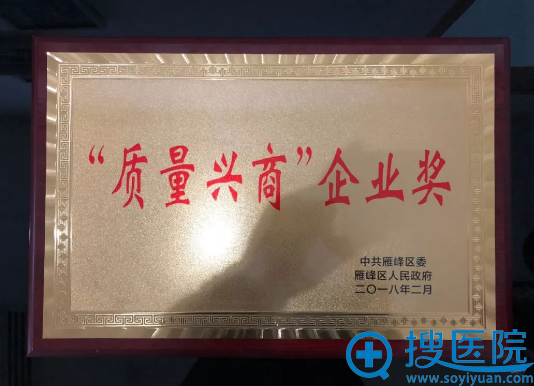 “质量兴商”企业奖
中共雁峰区委
雁峰区人民政府
二〇一八年二月
搜医院
www.soyiyuan.com